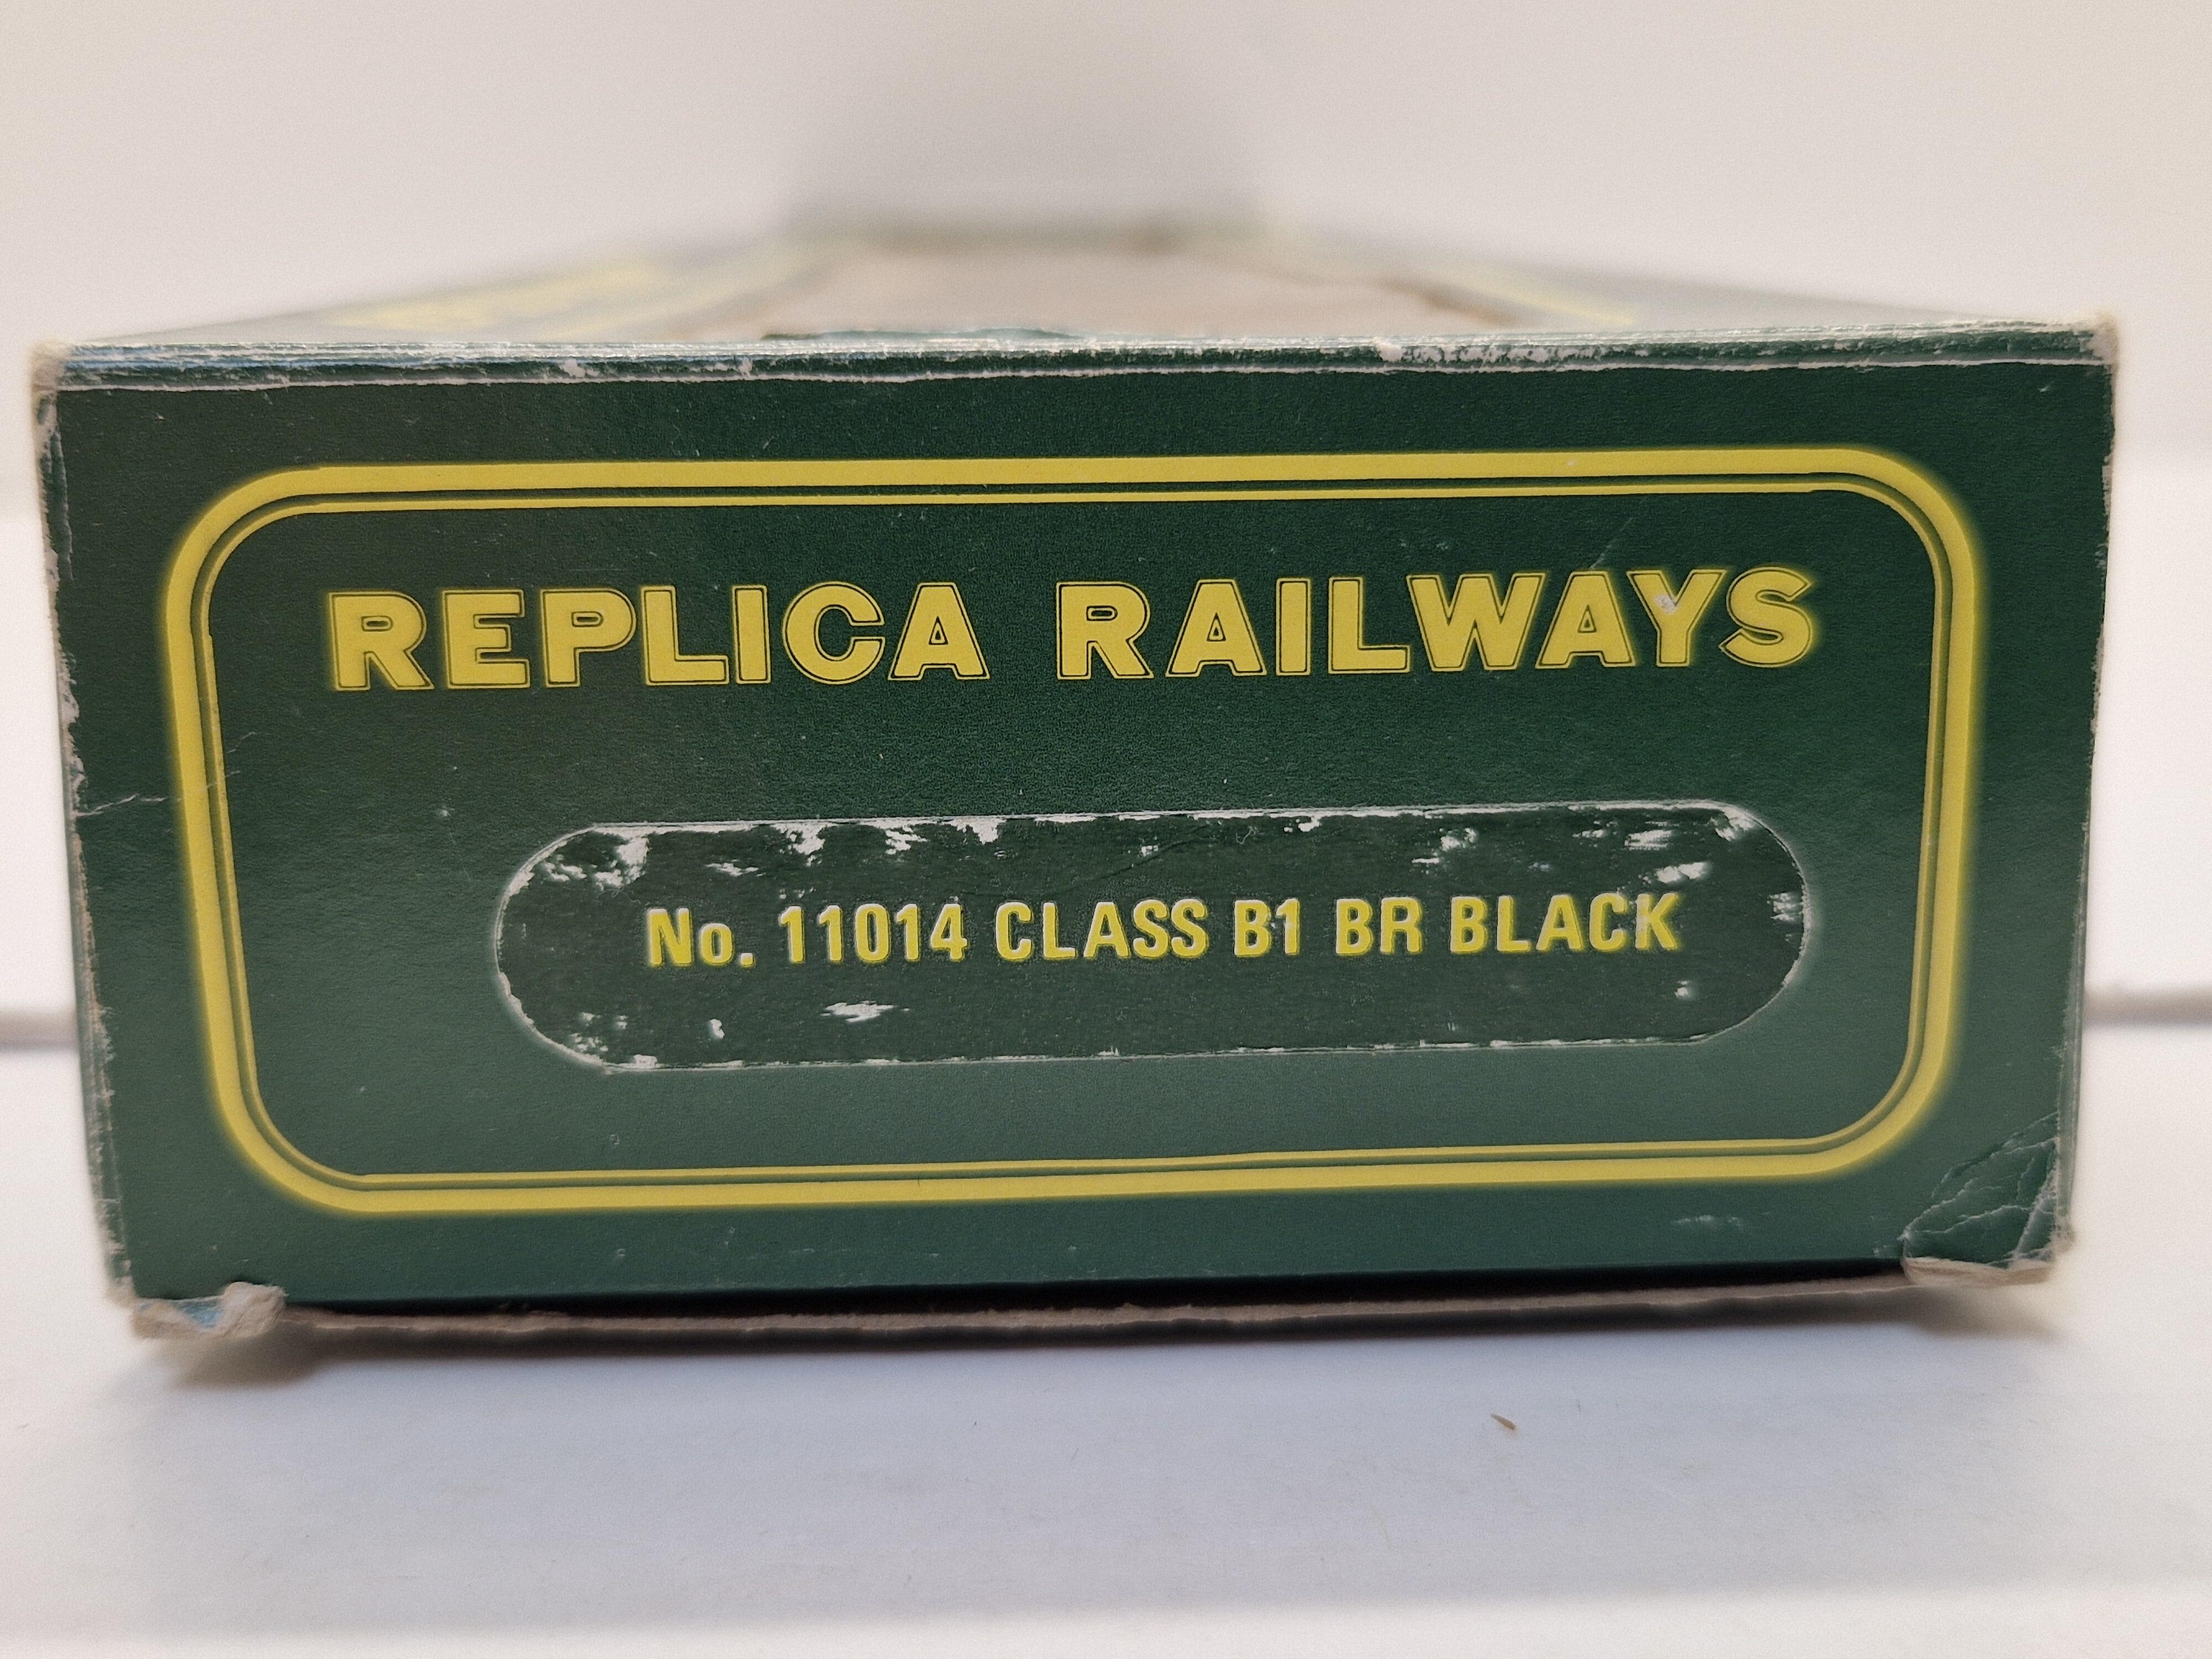 REPLICA RAILWAYS
No. 11014 CLASS B1 BR BLACK